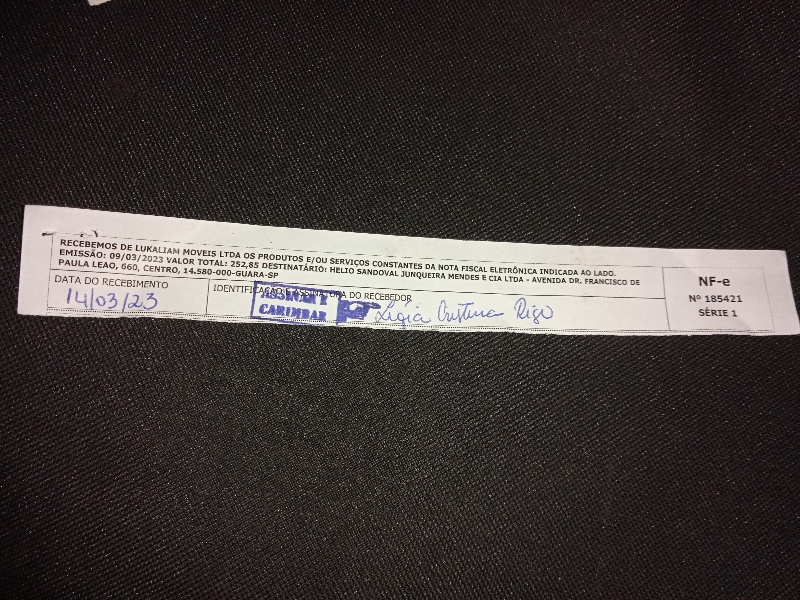 RECEBEMOS DE LUKALIAM MOVEIS LTDA OS PRODUTOS E/OU SERVIÇOS CONSTANTES DA NOTA FISCAL ELETRÔNICA INDICADA AO LADO.
EMISSÃO: 09/03/2023 VALOR TOTAL: 252,85 DESTINATÁRIO: HELIO SANDOVAL JUNQUEIRA MENDES E CIA LTDA - AVENIDA DR. FRANCISCO DE
PAULA LEAO, 660, CENTRO, 14.580-000-GUARA-SP
DATA DO RECEBIMENTO
14/03/23
IDENTIFICAÇÃO E ASSINATURA DO RECEBEDOR
ASSINAR E
CARIMBAR
Ligia Cristina Rigo
NF-e
Nº 185421
SÉRIE 1